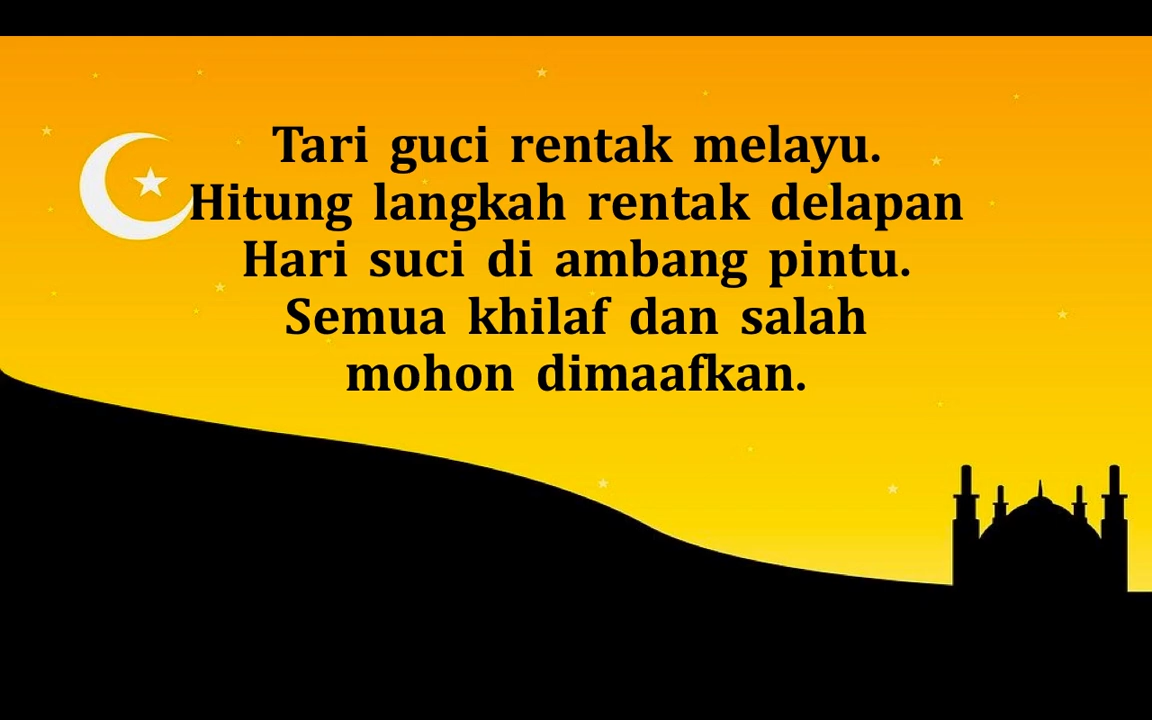 Tari guci rentak melayu.
Hitung langkah rentak delapan
Hari suci di ambang pintu.
Semua khilaf dan salah
mohon dimaafkan.